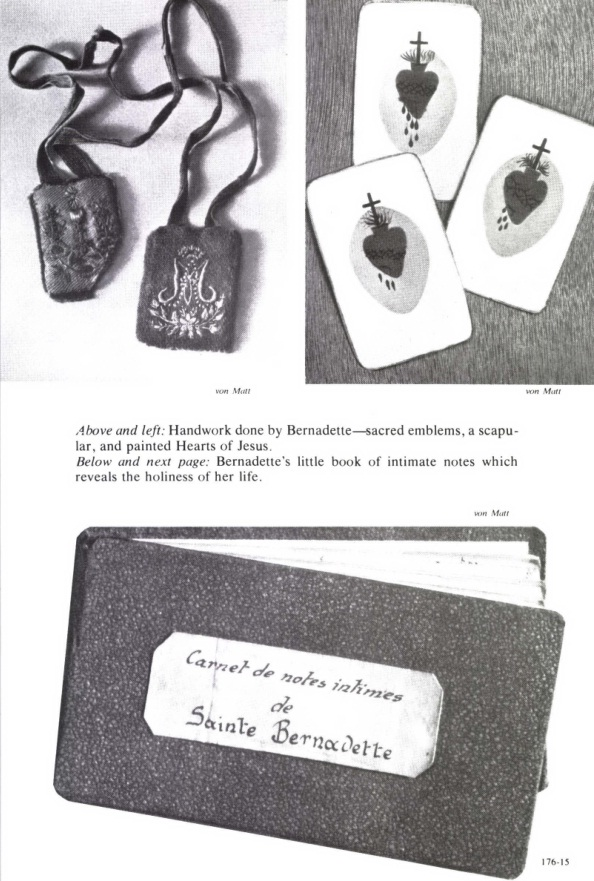 von Matt
von Matt
Above and left: Handwork done by Bernadette—sacred emblems, a scapu-
lar, and painted Hearts of Jesus.
Below and next page: Bernadette's little book of intimate notes which
reveals the holiness of her life.
von Matt
Carnet de notes intimes
de
Sainte Bernadette
176-15